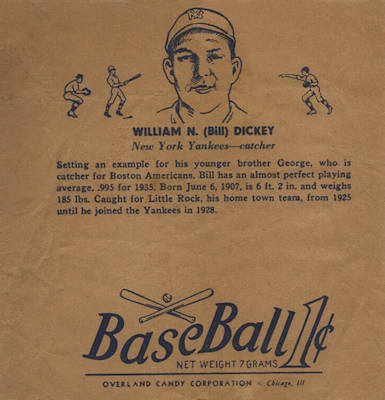 NY
WILLIAM N. (Bill) DICKEY
New York Yankees—catcher
Setting an example for his younger brother George, who is
catcher for Boston Americans. Bill has an almost perfect playing
average, .995 for 1935. Born June 6, 1907, is 6 ft. 2 in. and weighs
185 lbs. Caught for Little Rock, his home town team, from 1925
until he joined the Yankees in 1928.
BaseBall 1¢
NET WEIGHT 7 GRAMS
OVERLAND CANDY CORPORATION - Chicago, Ill